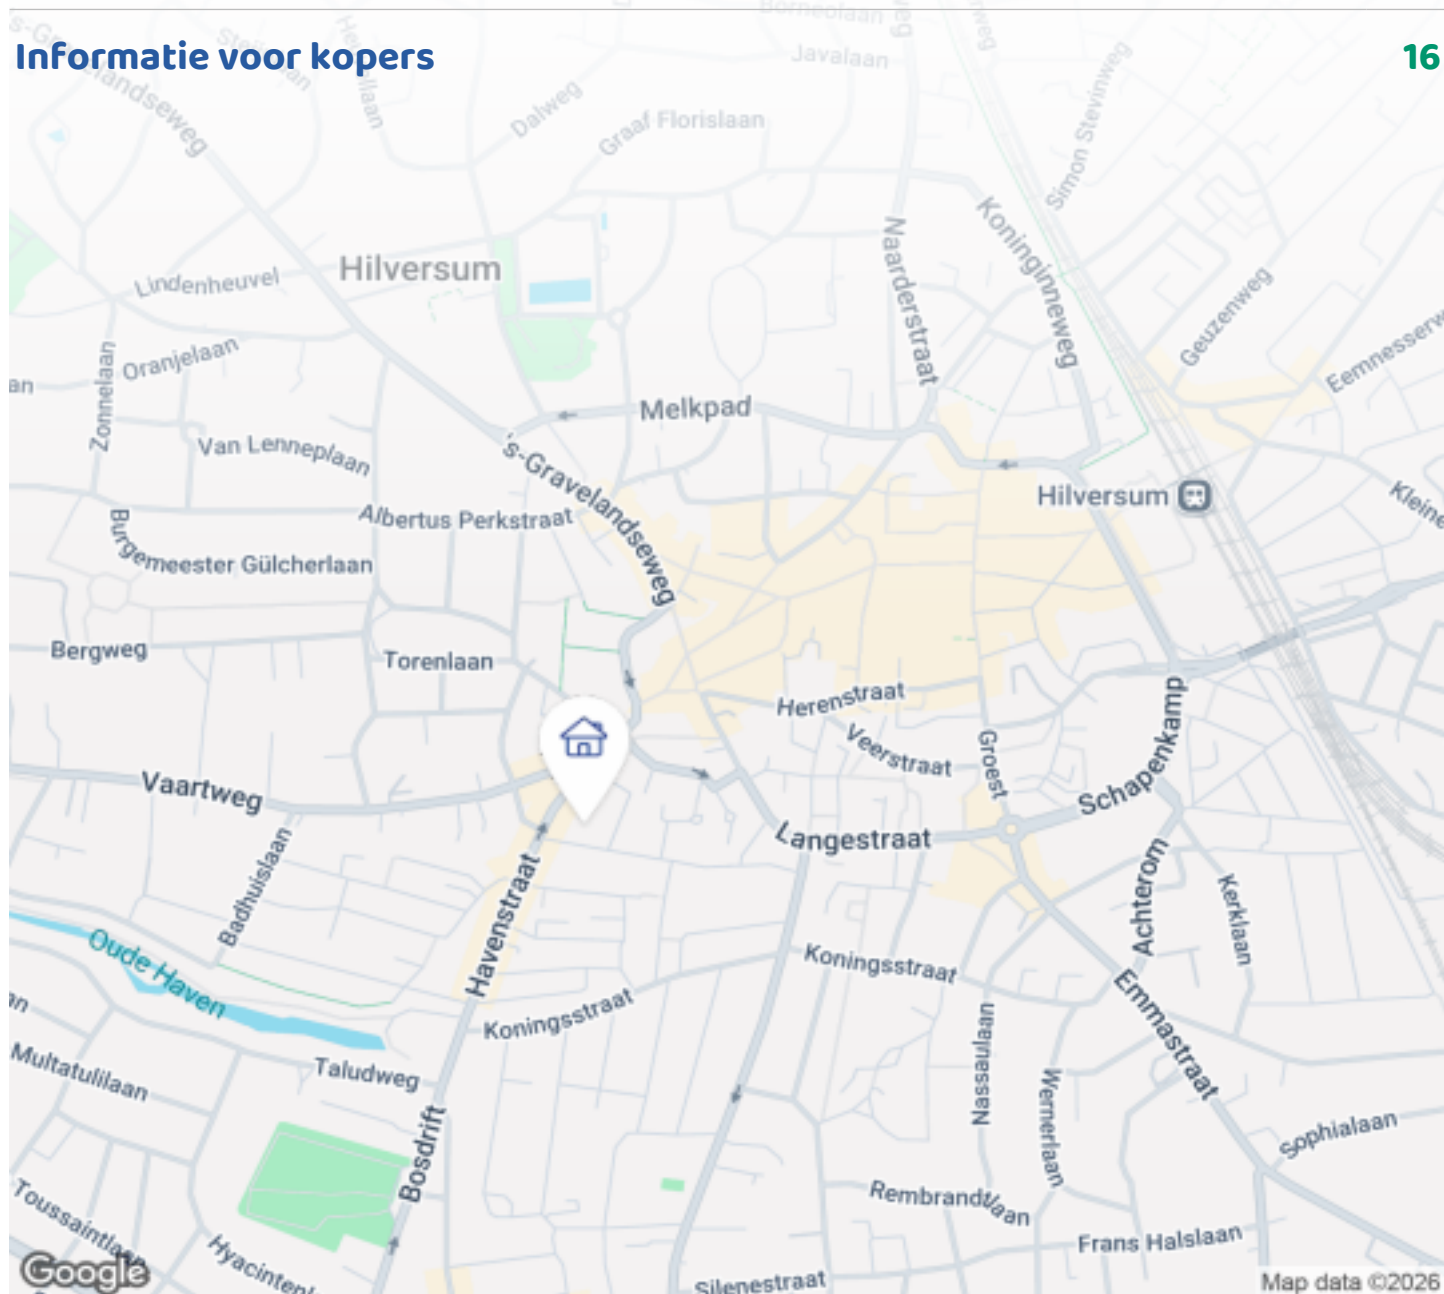 Informatie voor kopers
16
Borneolaan
Javalaan
Simon Stevinweg
's-Gravelandseweg
Dalweg
Graaf Florislaan
Koninginneweg
Naarderstraat
Hilversum
Lindenheuvel
Geuzenweg
Oranjelaan
Zonnelaan
Melkpad
Van Lenneplaan
's-Gravelandseweg
Hilversum
Albertus Perkstraat
Burgemeester Gülcherlaan
Bergweg
Torenlaan
Herenstraat
Veerstraat
Groest
Schapenkamp
Vaartweg
Langestraat
Badhuislaan
Havenstraat
Achterom
Kerklaan
Oude Haven
Koningsstraat
Koningsstraat
Emmastraat
Nassaulaan
Wernerlaan
Multatulilaan
Taludweg
Bosdrift
Sophialaan
Toussaintlaan
Rembrandtlaan
Frans Halslaan
Silenestraat
Google
Map data ©2026